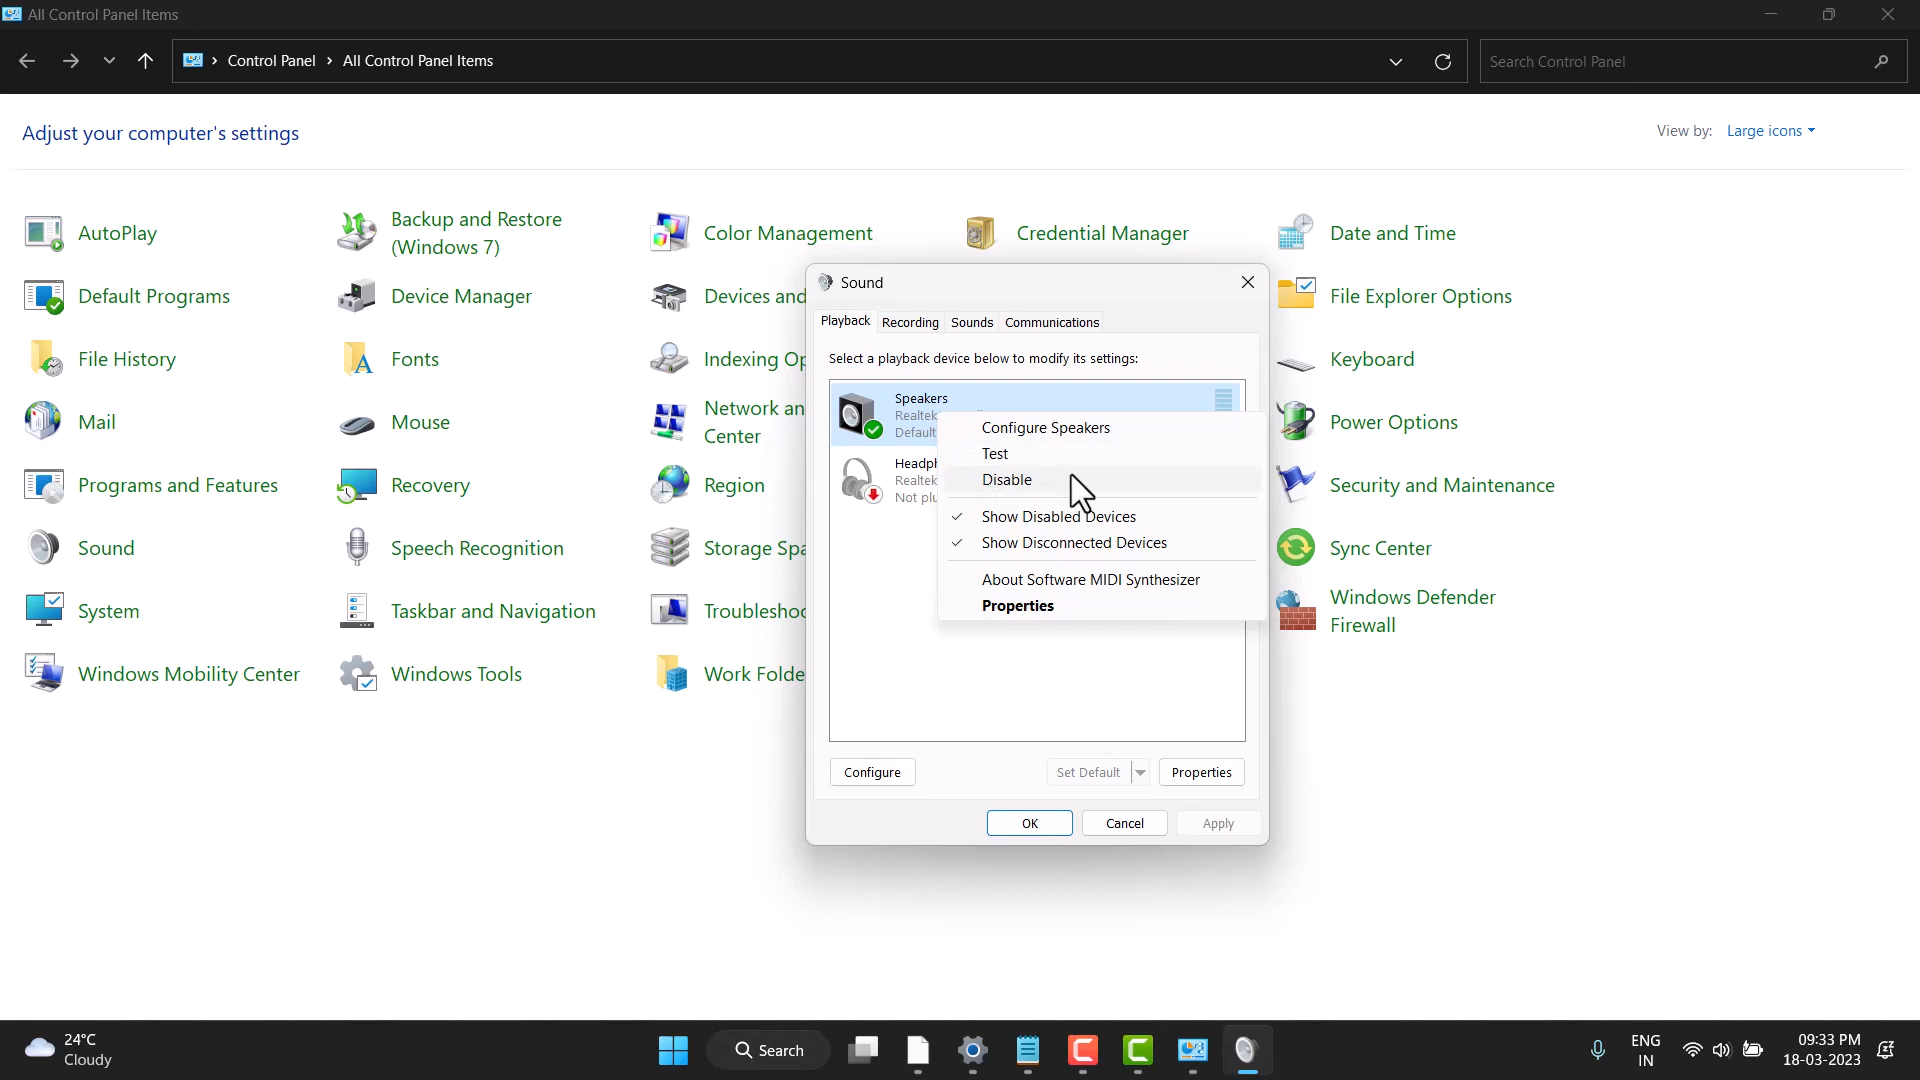 All Control Panel Items
Control Panel
All Control Panel Items
Search Control Panel
Adjust your computer's settings
View by:
Large icons
AutoPlay
Backup and Restore
(Windows 7)
Color Management
Credential Manager
Date and Time
Default Programs
Device Manager
Devices and
File Explorer Options
File History
Fonts
Indexing Op
Keyboard
Mail
Mouse
Network an
Center
Power Options
Programs and Features
Recovery
Region
Security and Maintenance
Sound
Speech Recognition
Storage Spa
Sync Center
System
Taskbar and Navigation
Troubleshoo
Windows Defender
Firewall
Windows Mobility Center
Windows Tools
Work Folde
Sound
Playback
Recording
Sounds
Communications
Select a playback device below to modify its settings:
Speakers
Realtek
Default
Headph
Realtek
Not plu
Configure Speakers
Test
Disable
Show Disabled Devices
Show Disconnected Devices
About Software MIDI Synthesizer
Properties
Configure
Set Default
Properties
OK
Cancel
Apply
24°C
Cloudy
Search
ENG
IN
09:33 PM
18-03-2023